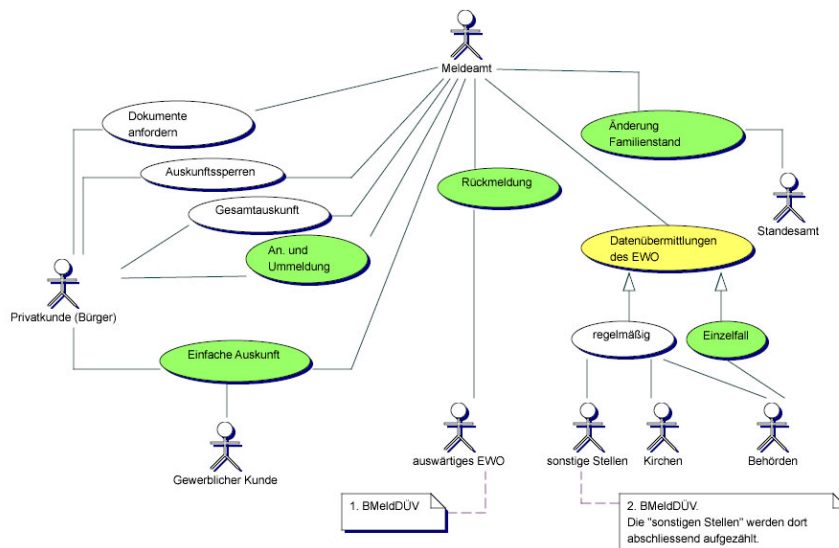 Meldeamt
Dokumente
anfordern
Änderung
Familienstand
Auskunftssperren
Rückmeldung
Gesamtauskunft
Standesamt
An. und
Ummeldung
Datenübermittlungen
des EWO
Privatkunde (Bürger)
regelmäßig
Einzelfall
Einfache Auskunft
auswärtiges EWO
sonstige Stellen
Kirchen
Behörden
Gewerblicher Kunde
1. BMeldDÜV
2. BMeldDÜV.
Die "sonstigen Stellen" werden dort
abschliessend aufgezählt.